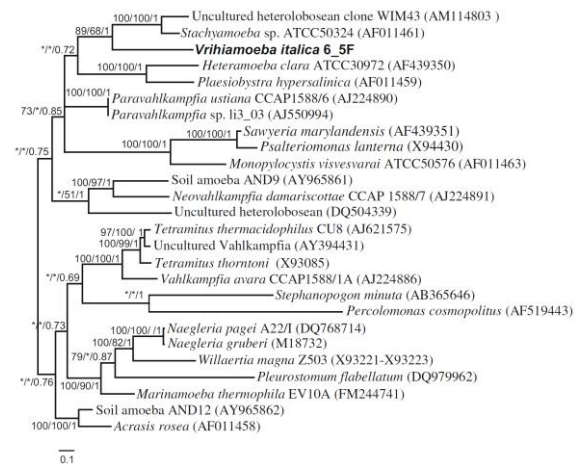 100/100/1 Uncultured heterolobosean clone WIM43 (AM114803 )
89/68/1 Stachyamoeba sp. ATCC50324 (AF011461)
*/*/0.72 Vrihiamoeba italica 6_5F
Heteramoeba clara ATCC30972 (AF439350)
100/100/1 Plaesiobystra hypersalinica (AF011459)
100/100/1 Paravahlkampfia ustiana CCAP1588/6 (AJ224890)
73/*/0.85 Paravahlkampfia sp. li3_03 (AJ550994)
100/100/1 Sawyeria marylandensis (AF439351)
100/100/1 Psalteriomonas lanterna (X94430)
*/*/0.75 Monopylocystis visvesvarai ATCC50576 (AF011463)
100/97/1 Soil amoeba AND9 (AY965861)
*/51/1 Neovahlkampfia damariscottae CCAP 1588/7 (AJ224891)
Uncultured heterolobosean (DQ504339)
97/100/1 Tetramitus thermacidophilus CU8 (AJ621575)
100/99/1 Uncultured Vahlkampfia (AY394431)
100/100/1 Tetramitus thorntoni (X93085)
*/*/0.69 Vahlkampfia avara CCAP1588/1A (AJ224886)
*/*/1 Stephanopogon minuta (AB365646)
Percolomonas cosmopolitus (AF519443)
*/*/0.73 100/100/ /1 Naegleria pagei A22/I (DQ768714)
100/82/1 Naegleria gruberi (M18732)
79/*/0.87 Willaertia magna Z503 (X93221-X93223)
*/*/0.76 Pleurostomum flabellatum (DQ979962)
100/90/1 Marinamoeba thermophila EV10A (FM244741)
Soil amoeba AND12 (AY965862)
100/100/1 Acrasis rosea (AF011458)
0.1